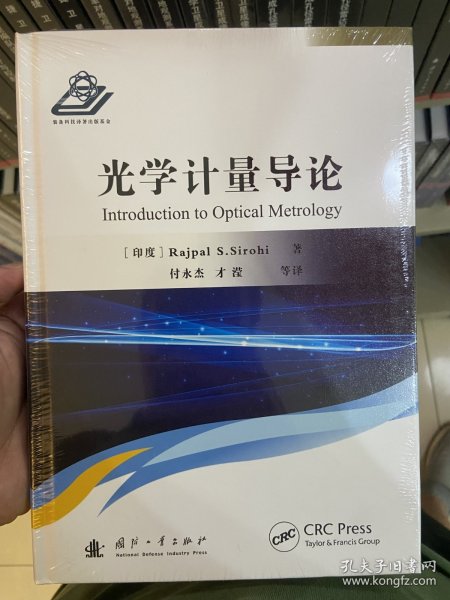 装备科技译著出版基金
光学计量导论
Introduction to Optical Metrology
[印度] Rajpal S.Sirohi 著
付永杰 才滢 等译
国防工业出版社
National Defense Industry Press
CRC
CRC Press
Taylor & Francis Group
孔夫子旧书网
www.kongfz.com